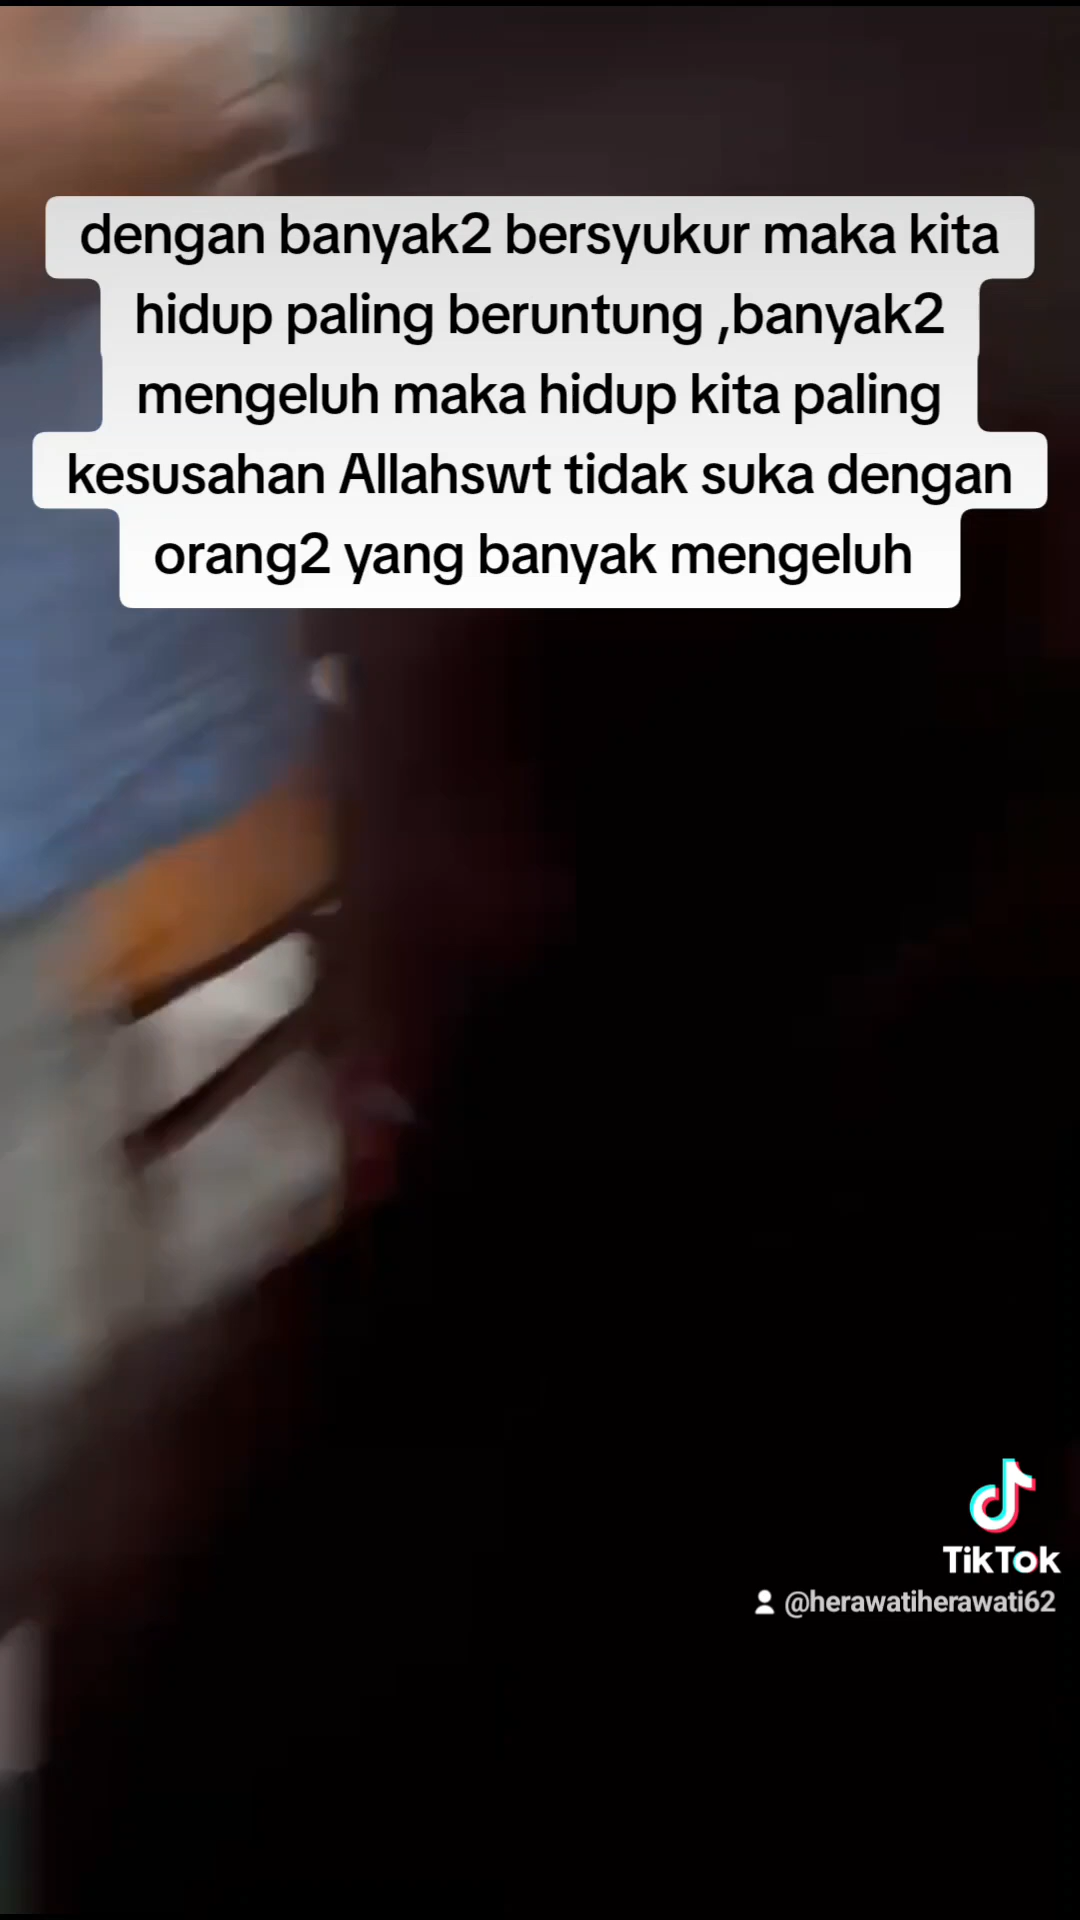 dengan banyak2 bersyukur maka kita
hidup paling beruntung ,banyak2
mengeluh maka hidup kita paling
kesusahan Allahswt tidak suka dengan
orang2 yang banyak mengeluh
TikTok
@herawatiherawati62